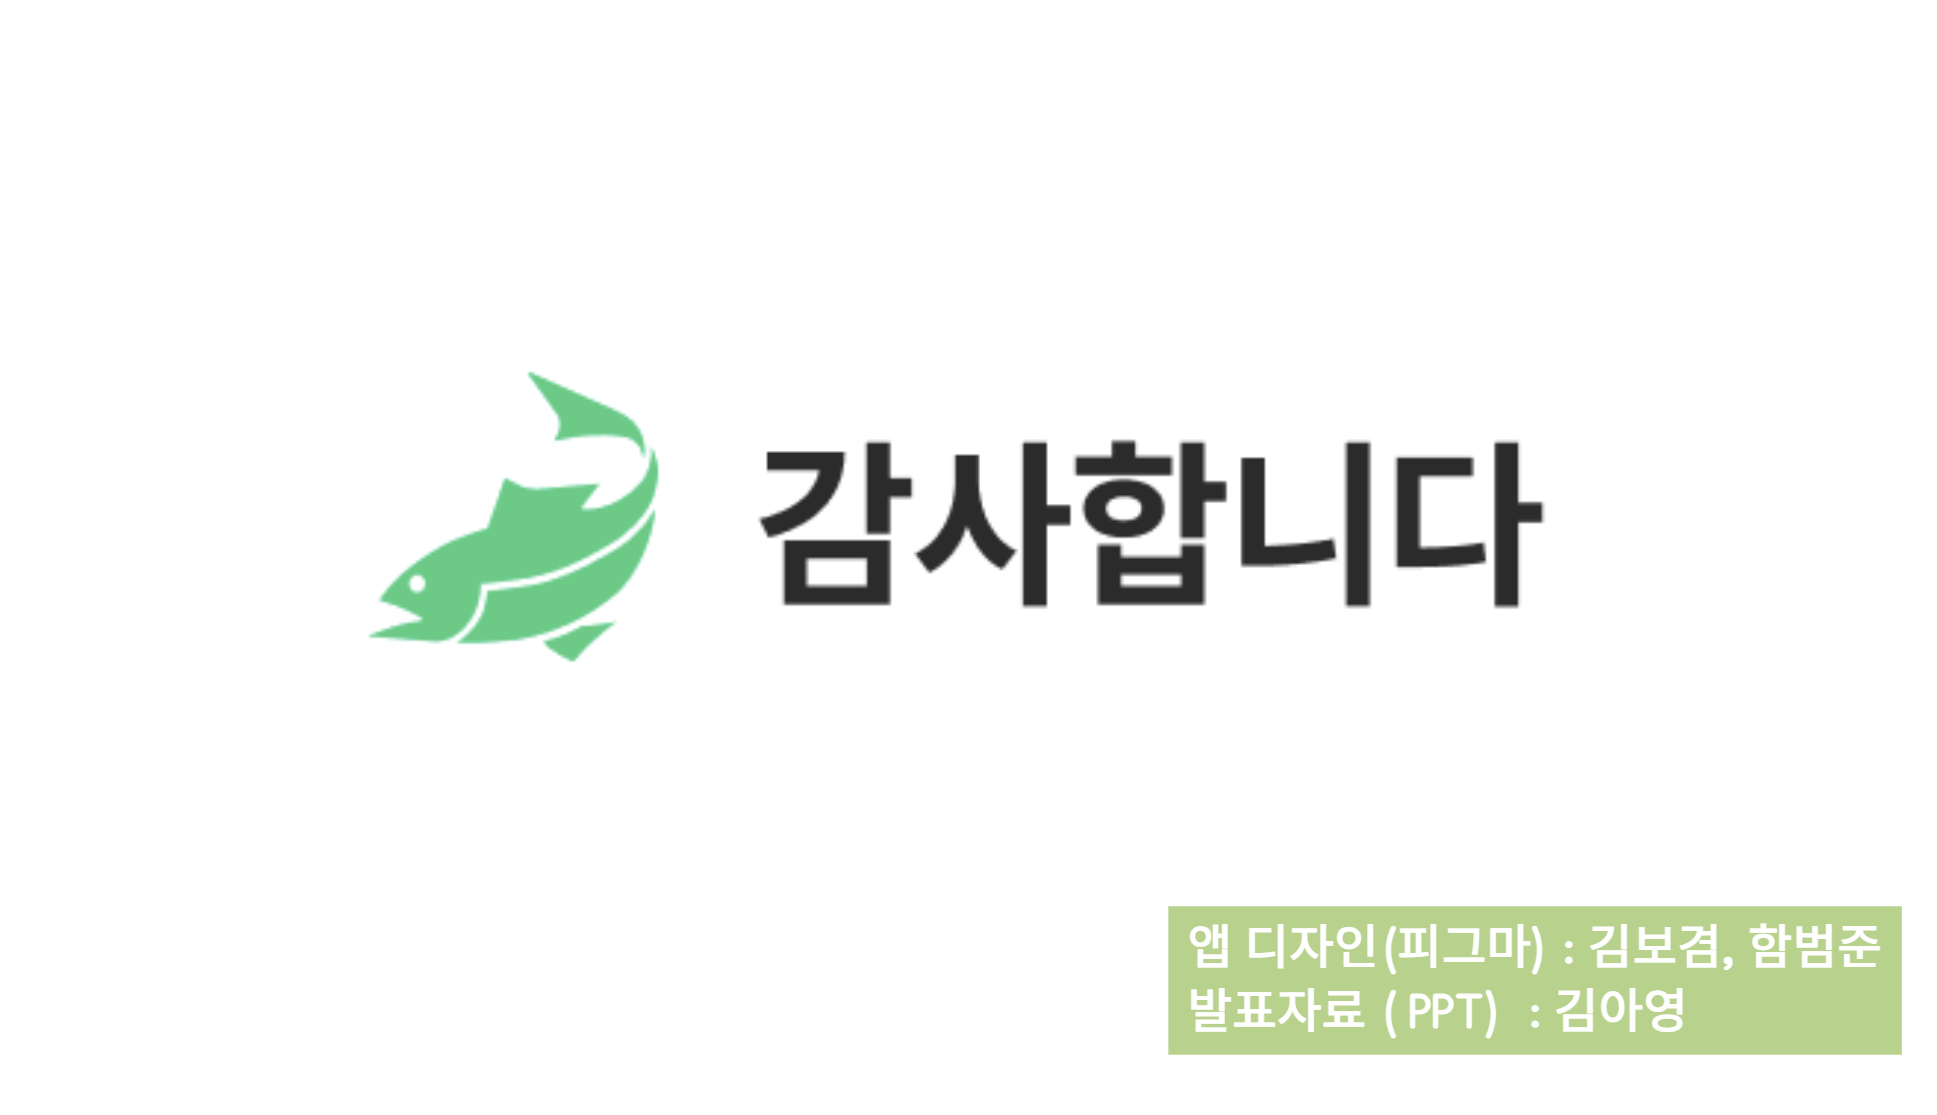 감사합니다
앱 디자인(피그마) : 김보겸, 함범준
발표자료 ( PPT) : 김아영